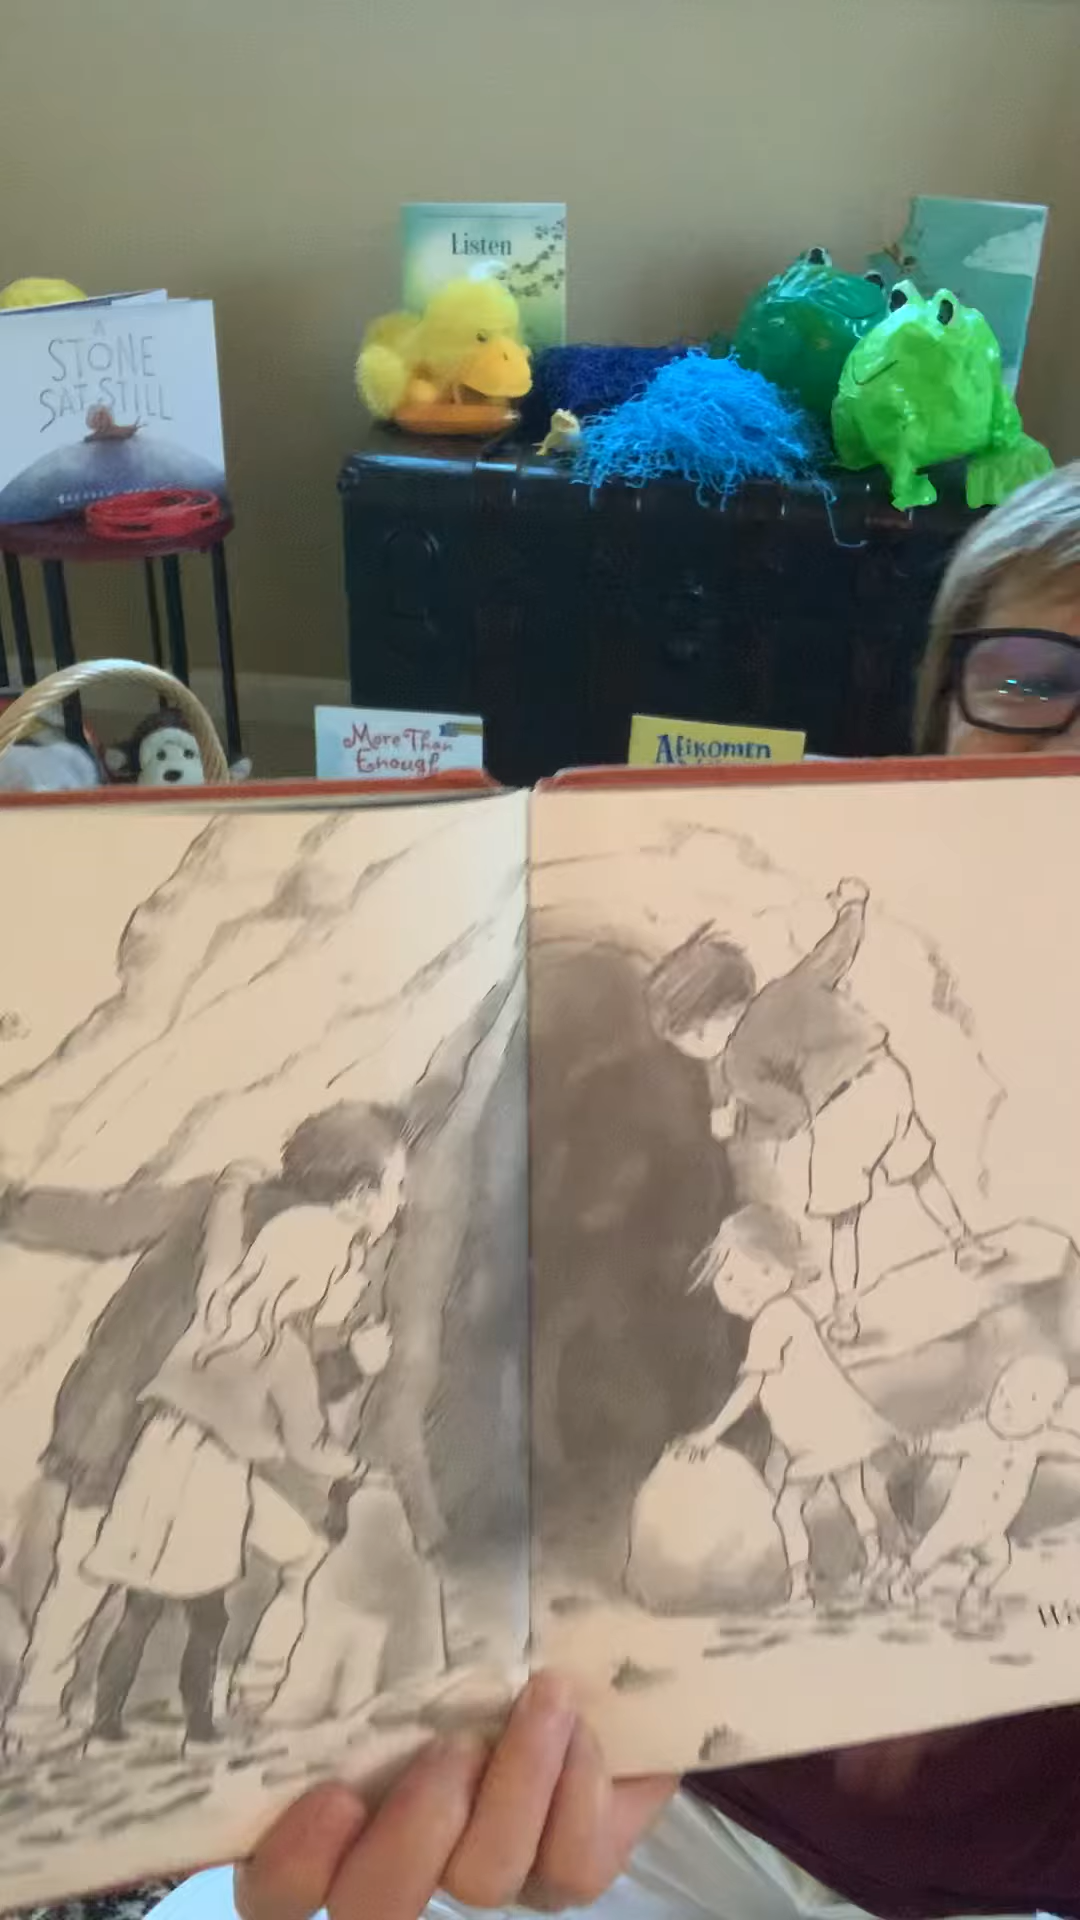 Listen
A
STONE
SAT STILL
More Than
Enough
AFIKOMEN